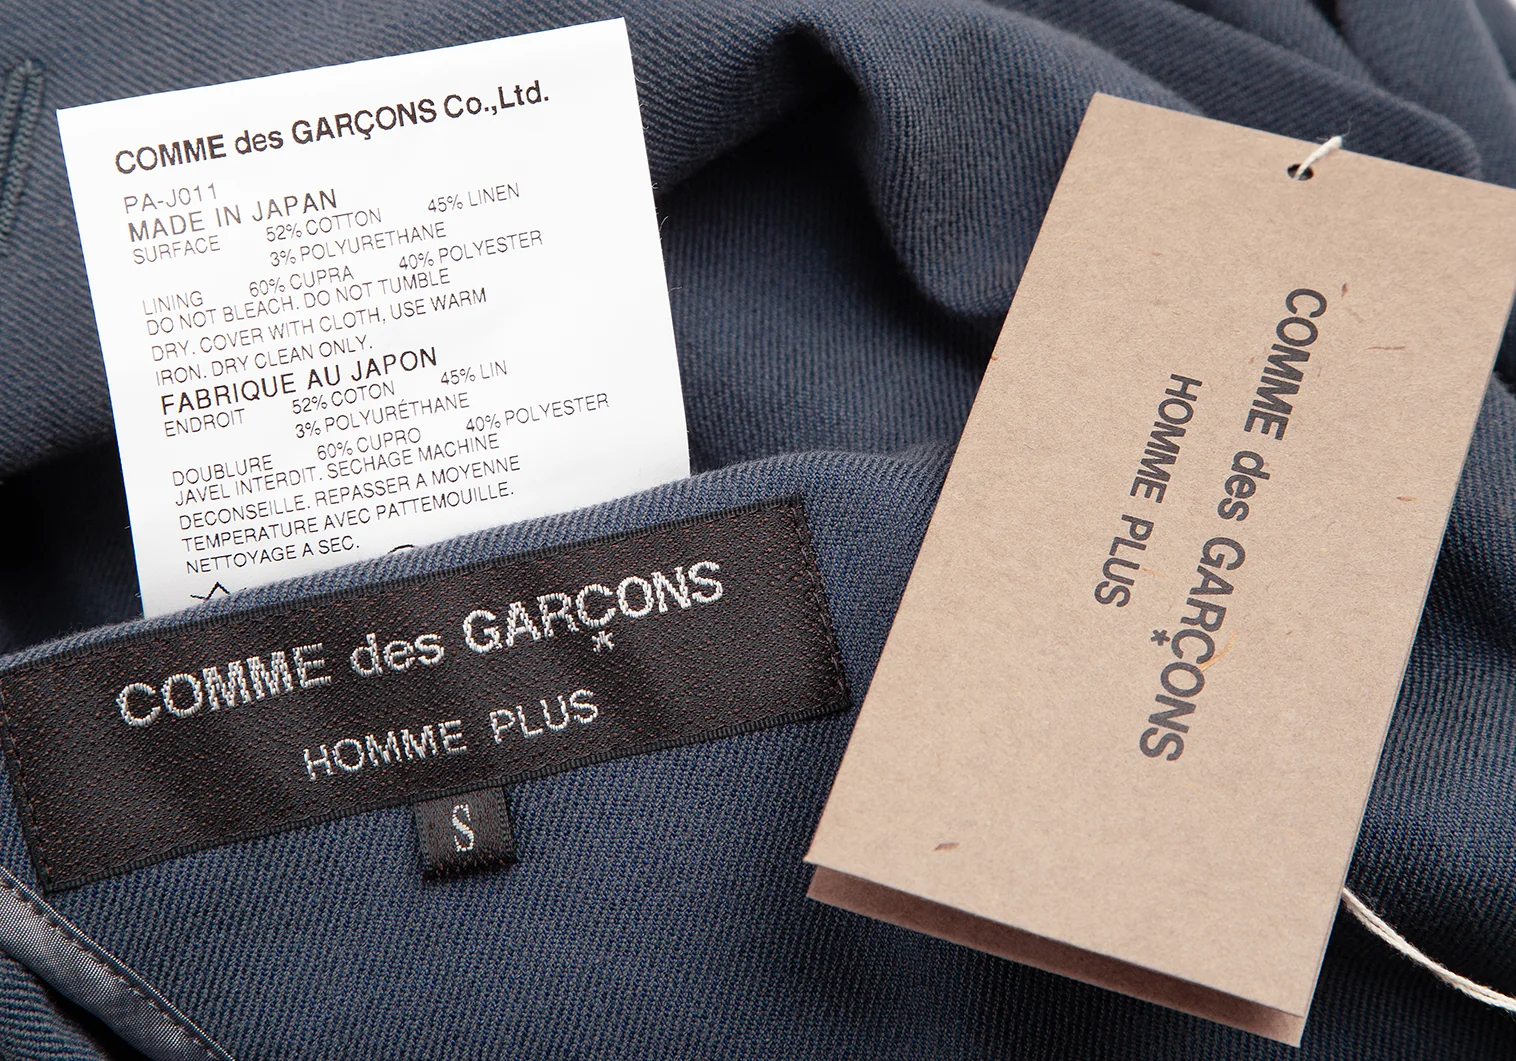 COMME des GARÇONS Co.,Ltd.
PA-J011
MADE IN JAPAN
SURFACE 52% COTTON 45% LINEN
3% POLYURETHANE
LINING 60% CUPRA 40% POLYESTER
DO NOT BLEACH. DO NOT TUMBLE
DRY. COVER WITH CLOTH, USE WARM
IRON. DRY CLEAN ONLY.
FABRIQUE AU JAPON
ENDROIT 52% COTON 45% LIN
3% POLYURÉTHANE
DOUBLURE 60% CUPRO 40% POLYESTER
JAVEL INTERDIT. SECHAGE MACHINE
DECONSEILLE. REPASSER A MOYENNE
TEMPERATURE AVEC PATTEMOUILLE.
NETTOYAGE A SEC.
COMME des GARÇONS
HOMME PLUS
S
COMME des GARÇONS
HOMME PLUS